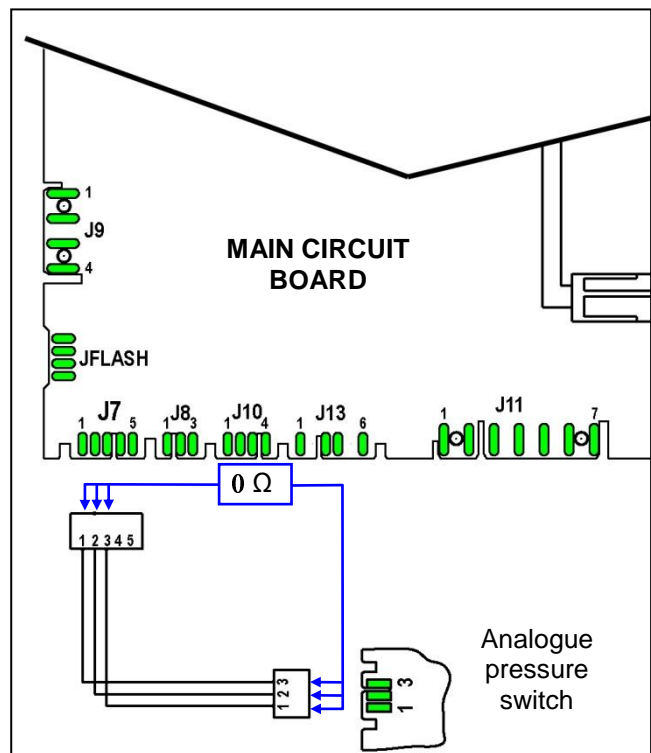 1
J9
4
MAIN CIRCUIT
BOARD
JFLASH
J7
1 5
J8
1 3
J10
1 4
J13
1 6
J11
1 7
0 Ω
1 2 3 4 5
1 2 3
1 3
Analogue
pressure
switch